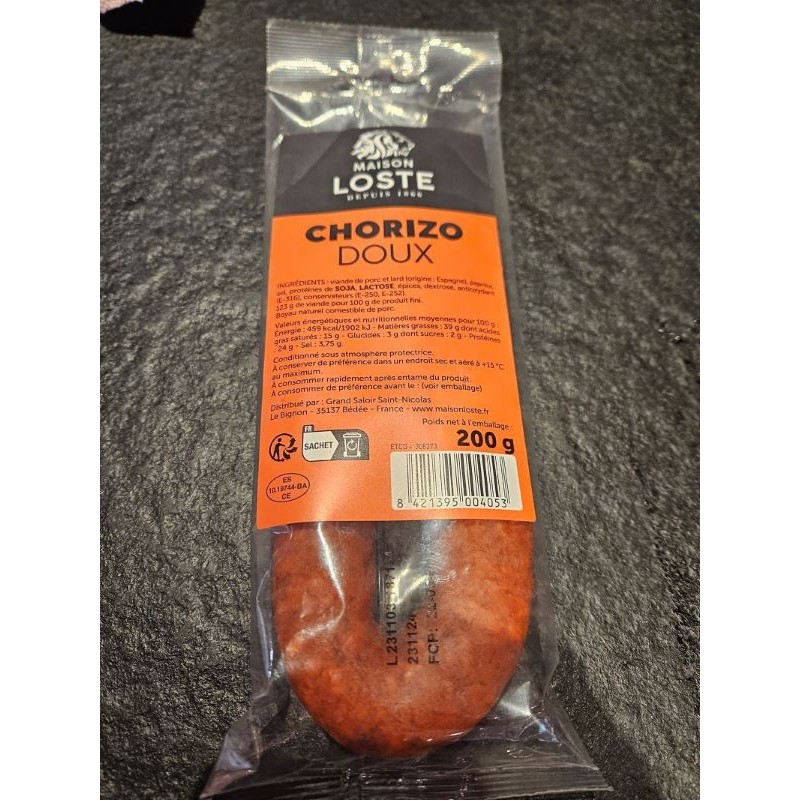 MAISON
LOSTE
DEPUIS 1866
CHORIZO
DOUX
INGRÉDIENTS : viande de porc et lard (origine : Espagne), paprika,
sel, protéines de SOJA, LACTOSE, épices, dextrose, antioxydant
(E-316), conservateurs (E-250, E-252).
123 g de viande pour 100 g de produit fini.
Boyau naturel comestible de porc.
Valeurs énergétiques et nutritionnelles moyennes pour 100 g :
Energie : 459 kcal/1902 kJ - Matières grasses : 39 g dont acides
gras saturés : 15 g - Glucides : 3 g dont sucres : 2 g - Protéines
: 24 g - Sel : 3,75 g.
Conditionné sous atmosphère protectrice.
À conserver de préférence dans un endroit sec et aéré à +15 °C
au maximum.
À consommer rapidement après entame du produit.
À consommer de préférence avant le : (voir emballage)
Distribué par : Grand Saloir Saint-Nicolas
Le Bignon - 35137 Bédée - France - www.maisonloste.fr
Poids net à l'emballage :
200 g
FR
SACHET
ES
10.19744-BA
CE
8 421395 004053
231124
FCP: